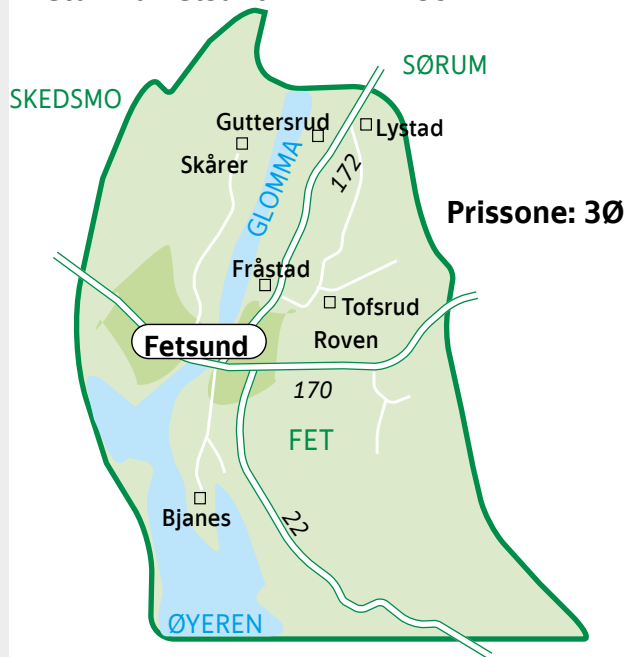 SØRUM
SKEDSMO
Guttersrud
Lystad
Skårer
GLOMMA
172
Prissone: 3Ø
Fråstad
Tofsrud
Fetsund
Roven
170
FET
22
Bjanes
ØYEREN